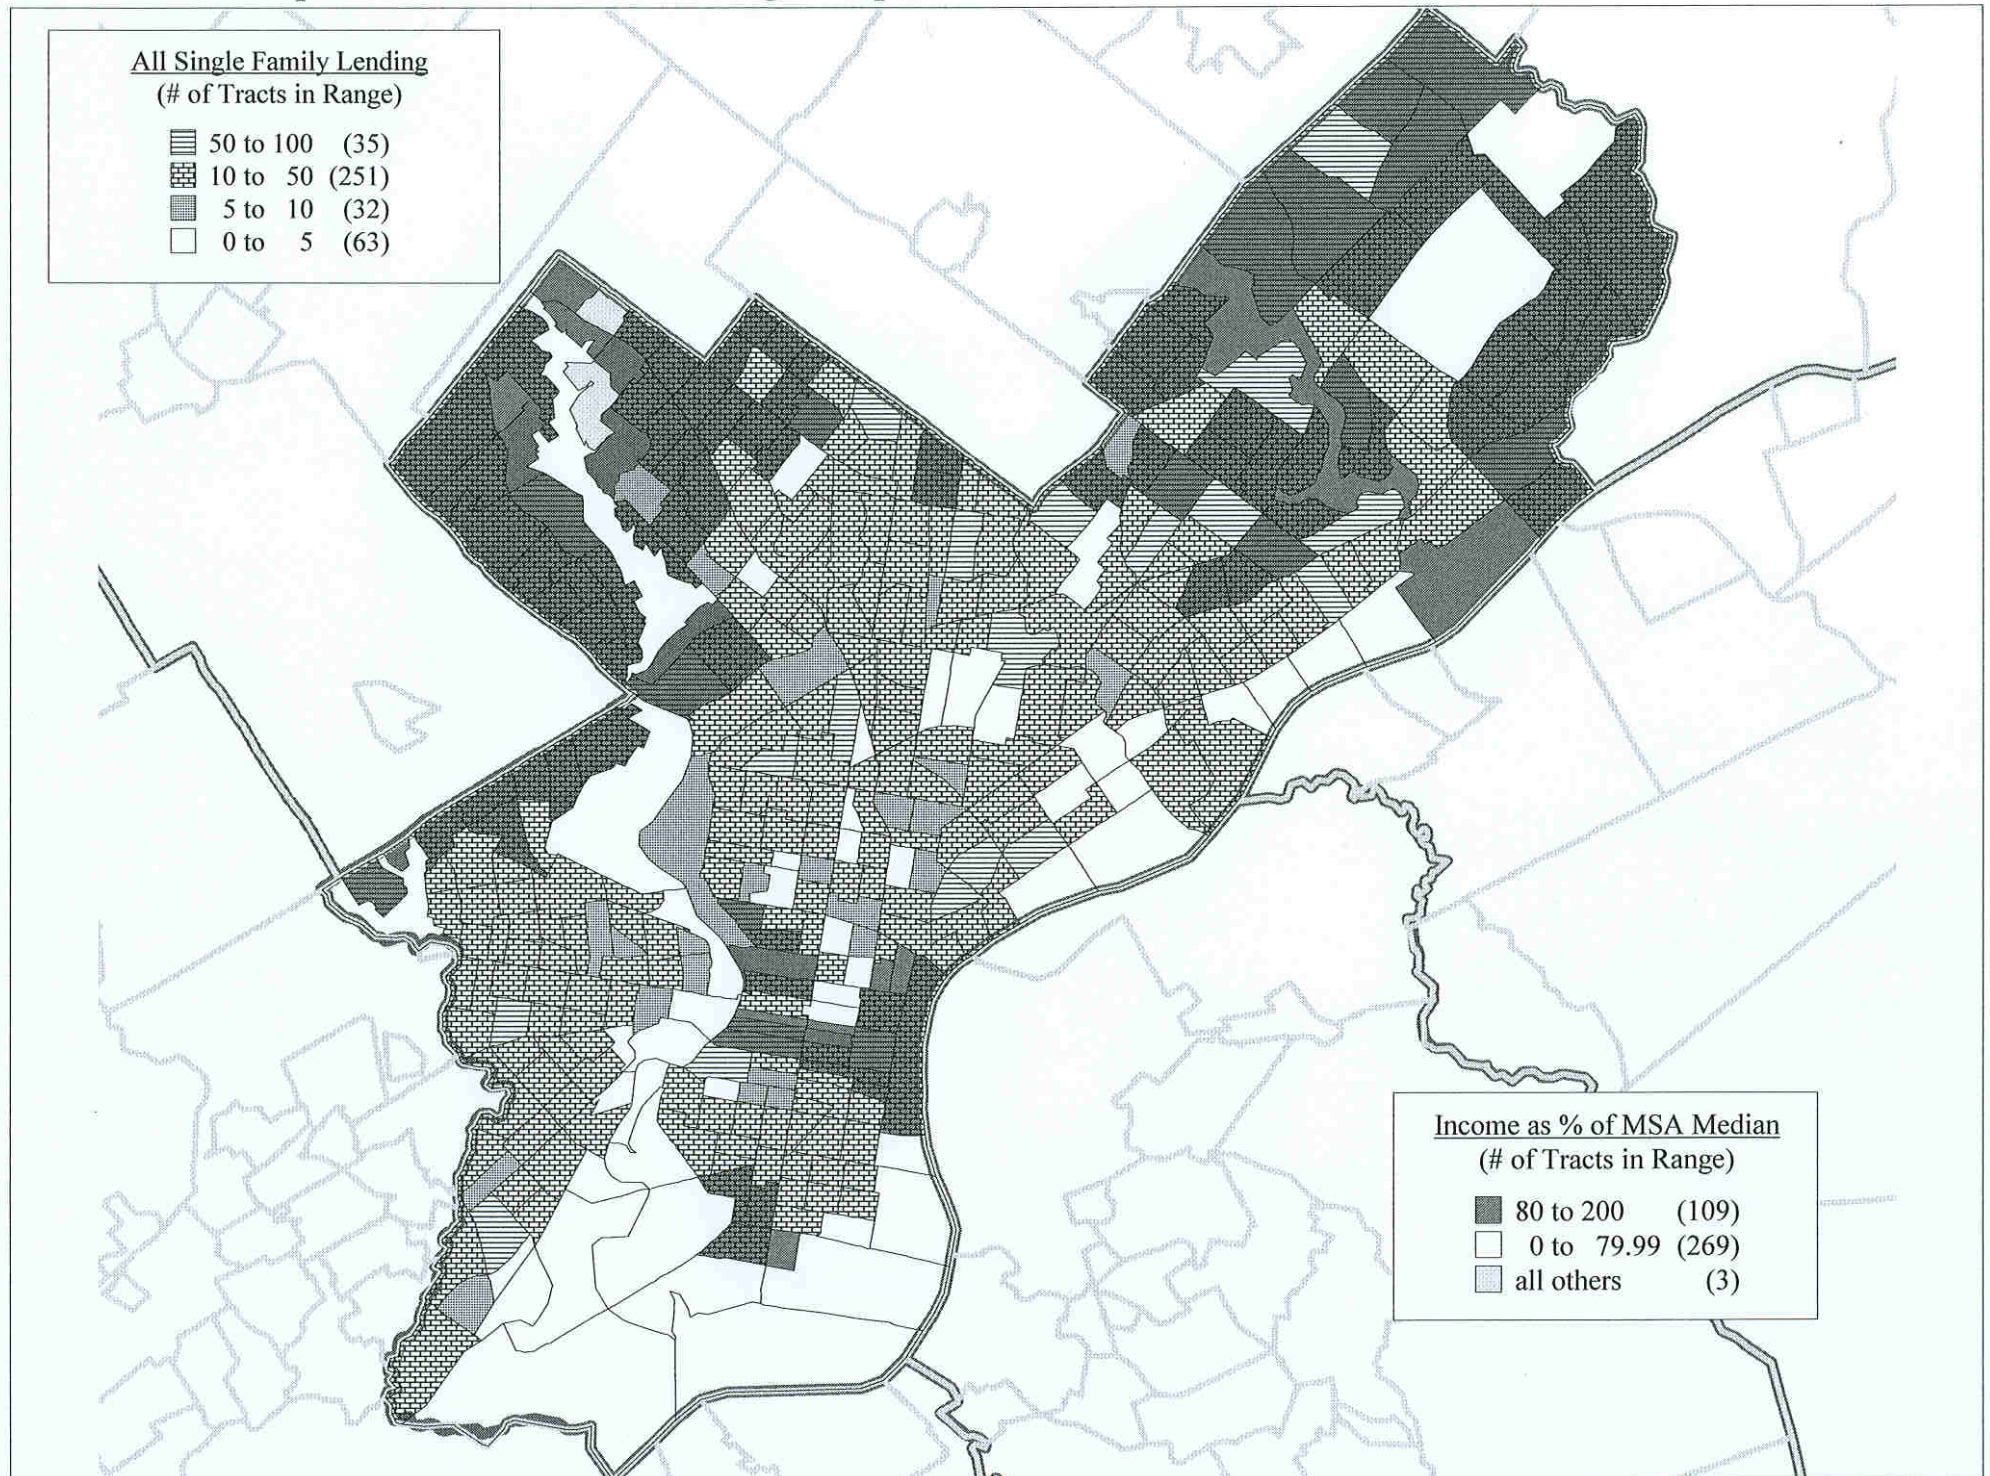 All Single Family Lending
(# of Tracts in Range)
50 to 100 (35)
10 to 50 (251)
5 to 10 (32)
0 to 5 (63)
Income as % of MSA Median
(# of Tracts in Range)
80 to 200 (109)
0 to 79.99 (269)
all others (3)